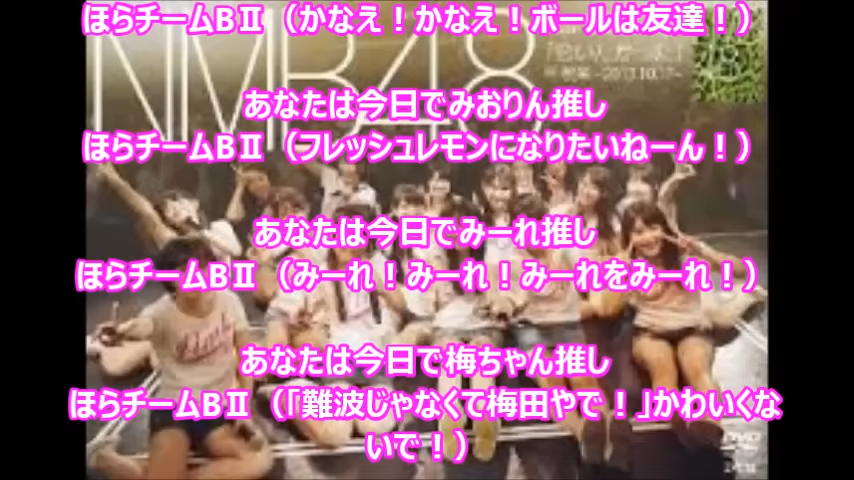 ほらチームBⅡ（かなえ！かなえ！ボールは友達！）
NMB48
あなたは今日でみおりん推し
ほらチームBⅡ（フレッシュレモンになりたいねーん！）
あなたは今日でみーれ推し
ほらチームBⅡ（みーれ！みーれ！みーれをみーれ！）
あなたは今日で梅ちゃん推し
ほらチームBⅡ（「難波じゃなくて梅田やで！」かわいくな
いで！）
DVD